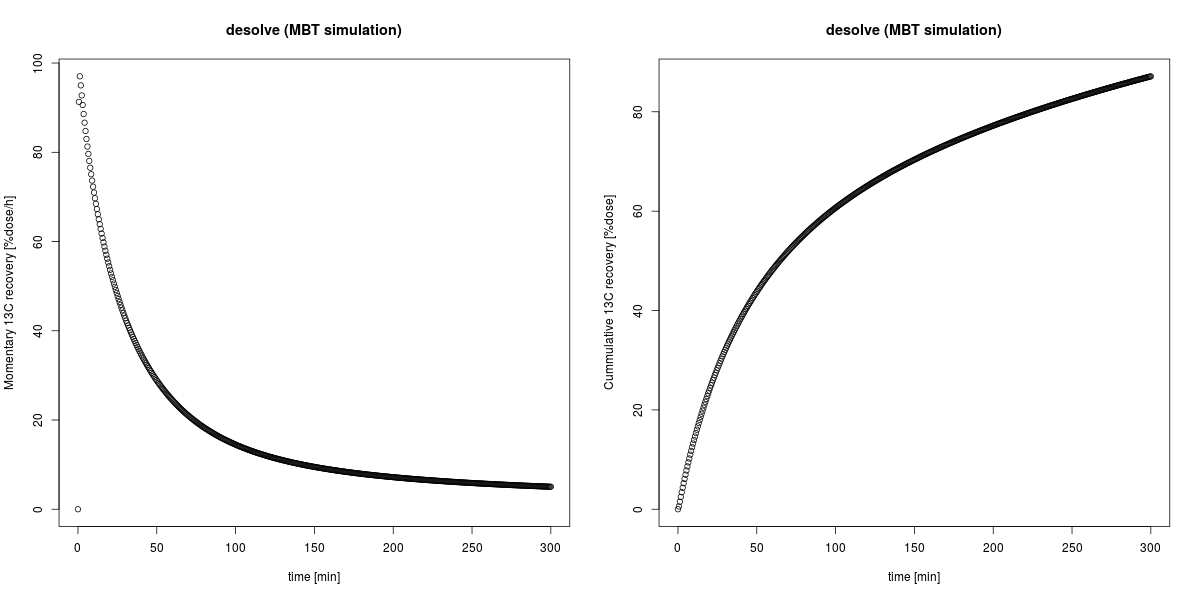 desolve (MBT simulation)
Momentary 13C recovery [%dose/h]
100
80
60
40
20
0
0 50 100 150 200 250 300
time [min]
desolve (MBT simulation)
Cummulative 13C recovery [%dose]
80
60
40
20
0
0 50 100 150 200 250 300
time [min]